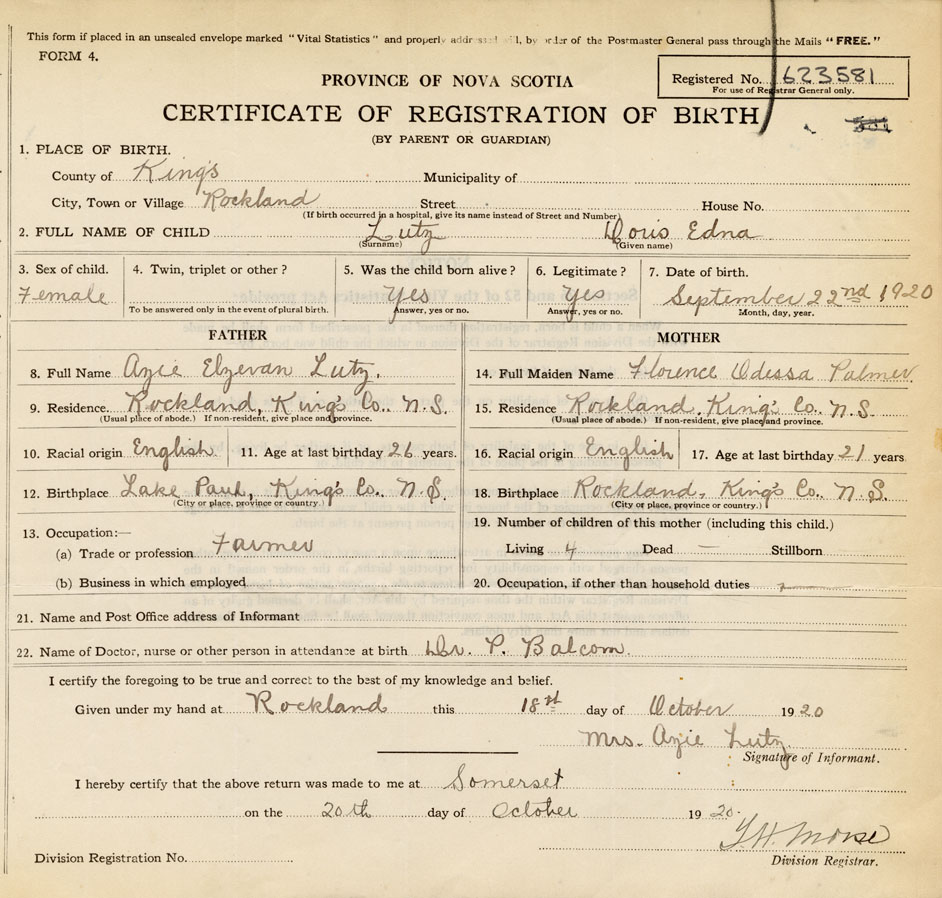 This form if placed in an unsealed envelope marked "Vital Statistics" and properly addressed will, by order of the Postmaster General pass through the Mails "FREE."
FORM 4.
PROVINCE OF NOVA SCOTIA
Registered No. 623581
For use of Registrar General only.
CERTIFICATE OF REGISTRATION OF BIRTH
(BY PARENT OR GUARDIAN)
1. PLACE OF BIRTH.
County of King's Municipality of
City, Town or Village Rockland Street House No.
(If birth occurred in a hospital, give its name instead of Street and Number)
2. FULL NAME OF CHILD Lutz Doris Edna
(Surname) (Given name)
3. Sex of child. 4. Twin, triplet or other? 5. Was the child born alive? 6. Legitimate? 7. Date of birth.
Female Yes Yes September 22nd 1920
To be answered only in the event of plural birth. Answer, yes or no. Answer, yes or no. Month, day, year.
FATHER MOTHER
8. Full Name Azie Elzevan Lutz. 14. Full Maiden Name Florence Odessa Palmer
9. Residence. Rockland, King's Co. N.S. 15. Residence Rockland, King's Co. N.S.
(Usual place of abode.) If non-resident, give place and province. (Usual place of abode.) If non-resident, give place and province.
10. Racial origin English 11. Age at last birthday 26 years. 16. Racial origin English 17. Age at last birthday 21 years
12. Birthplace Lake Paul, King's Co. N.S. 18. Birthplace Rockland, King's Co. N.S.
(City or place, province or country.) (City or place, province or country.)
13. Occupation:— 19. Number of children of this mother (including this child.)
(a) Trade or profession Farmer Living 4 Dead — Stillborn
(b) Business in which employed 20. Occupation, if other than household duties
21. Name and Post Office address of Informant
22. Name of Doctor, nurse or other person in attendance at birth Dr. P. Balcom.
I certify the foregoing to be true and correct to the best of my knowledge and belief.
Given under my hand at Rockland this 18th day of October 1920
Mrs. Azie Lutz.
Signature of Informant.
I hereby certify that the above return was made to me at Somerset
on the 20th day of October 1920.
T.H. Morse
Division Registration No. Division Registrar.